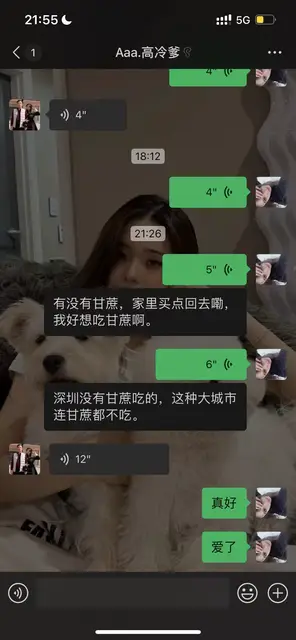 21:55
5G
1
Aaa.高冷爹
4"
4"
18:12
4"
21:26
5"
有没有甘蔗，家里买点回去嘞，
我好想吃甘蔗啊。
6"
深圳没有甘蔗吃的，这种大城市
连甘蔗都不吃。
12"
真好
爱了